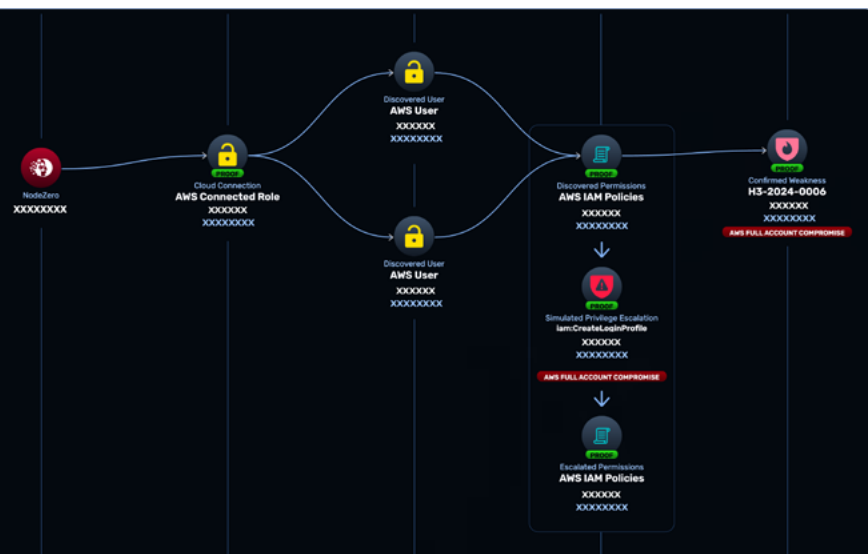 NodeZero
XXXXXXXX
PROOF
Cloud Connection
AWS Connected Role
XXXXXX
XXXXXXXX
Discovered User
AWS User
XXXXXX
XXXXXXXX
Discovered User
AWS User
XXXXXX
XXXXXXXX
PROOF
Discovered Permissions
AWS IAM Policies
XXXXXX
XXXXXXXX
PROOF
Simulated Privilege Escalation
iam:CreateLoginProfile
XXXXXX
XXXXXXXX
AWS FULL ACCOUNT COMPROMISE
PROOF
Escalated Permissions
AWS IAM Policies
XXXXXX
XXXXXXXX
PROOF
Confirmed Weakness
H3-2024-0006
XXXXXX
XXXXXXXX
AWS FULL ACCOUNT COMPROMISE